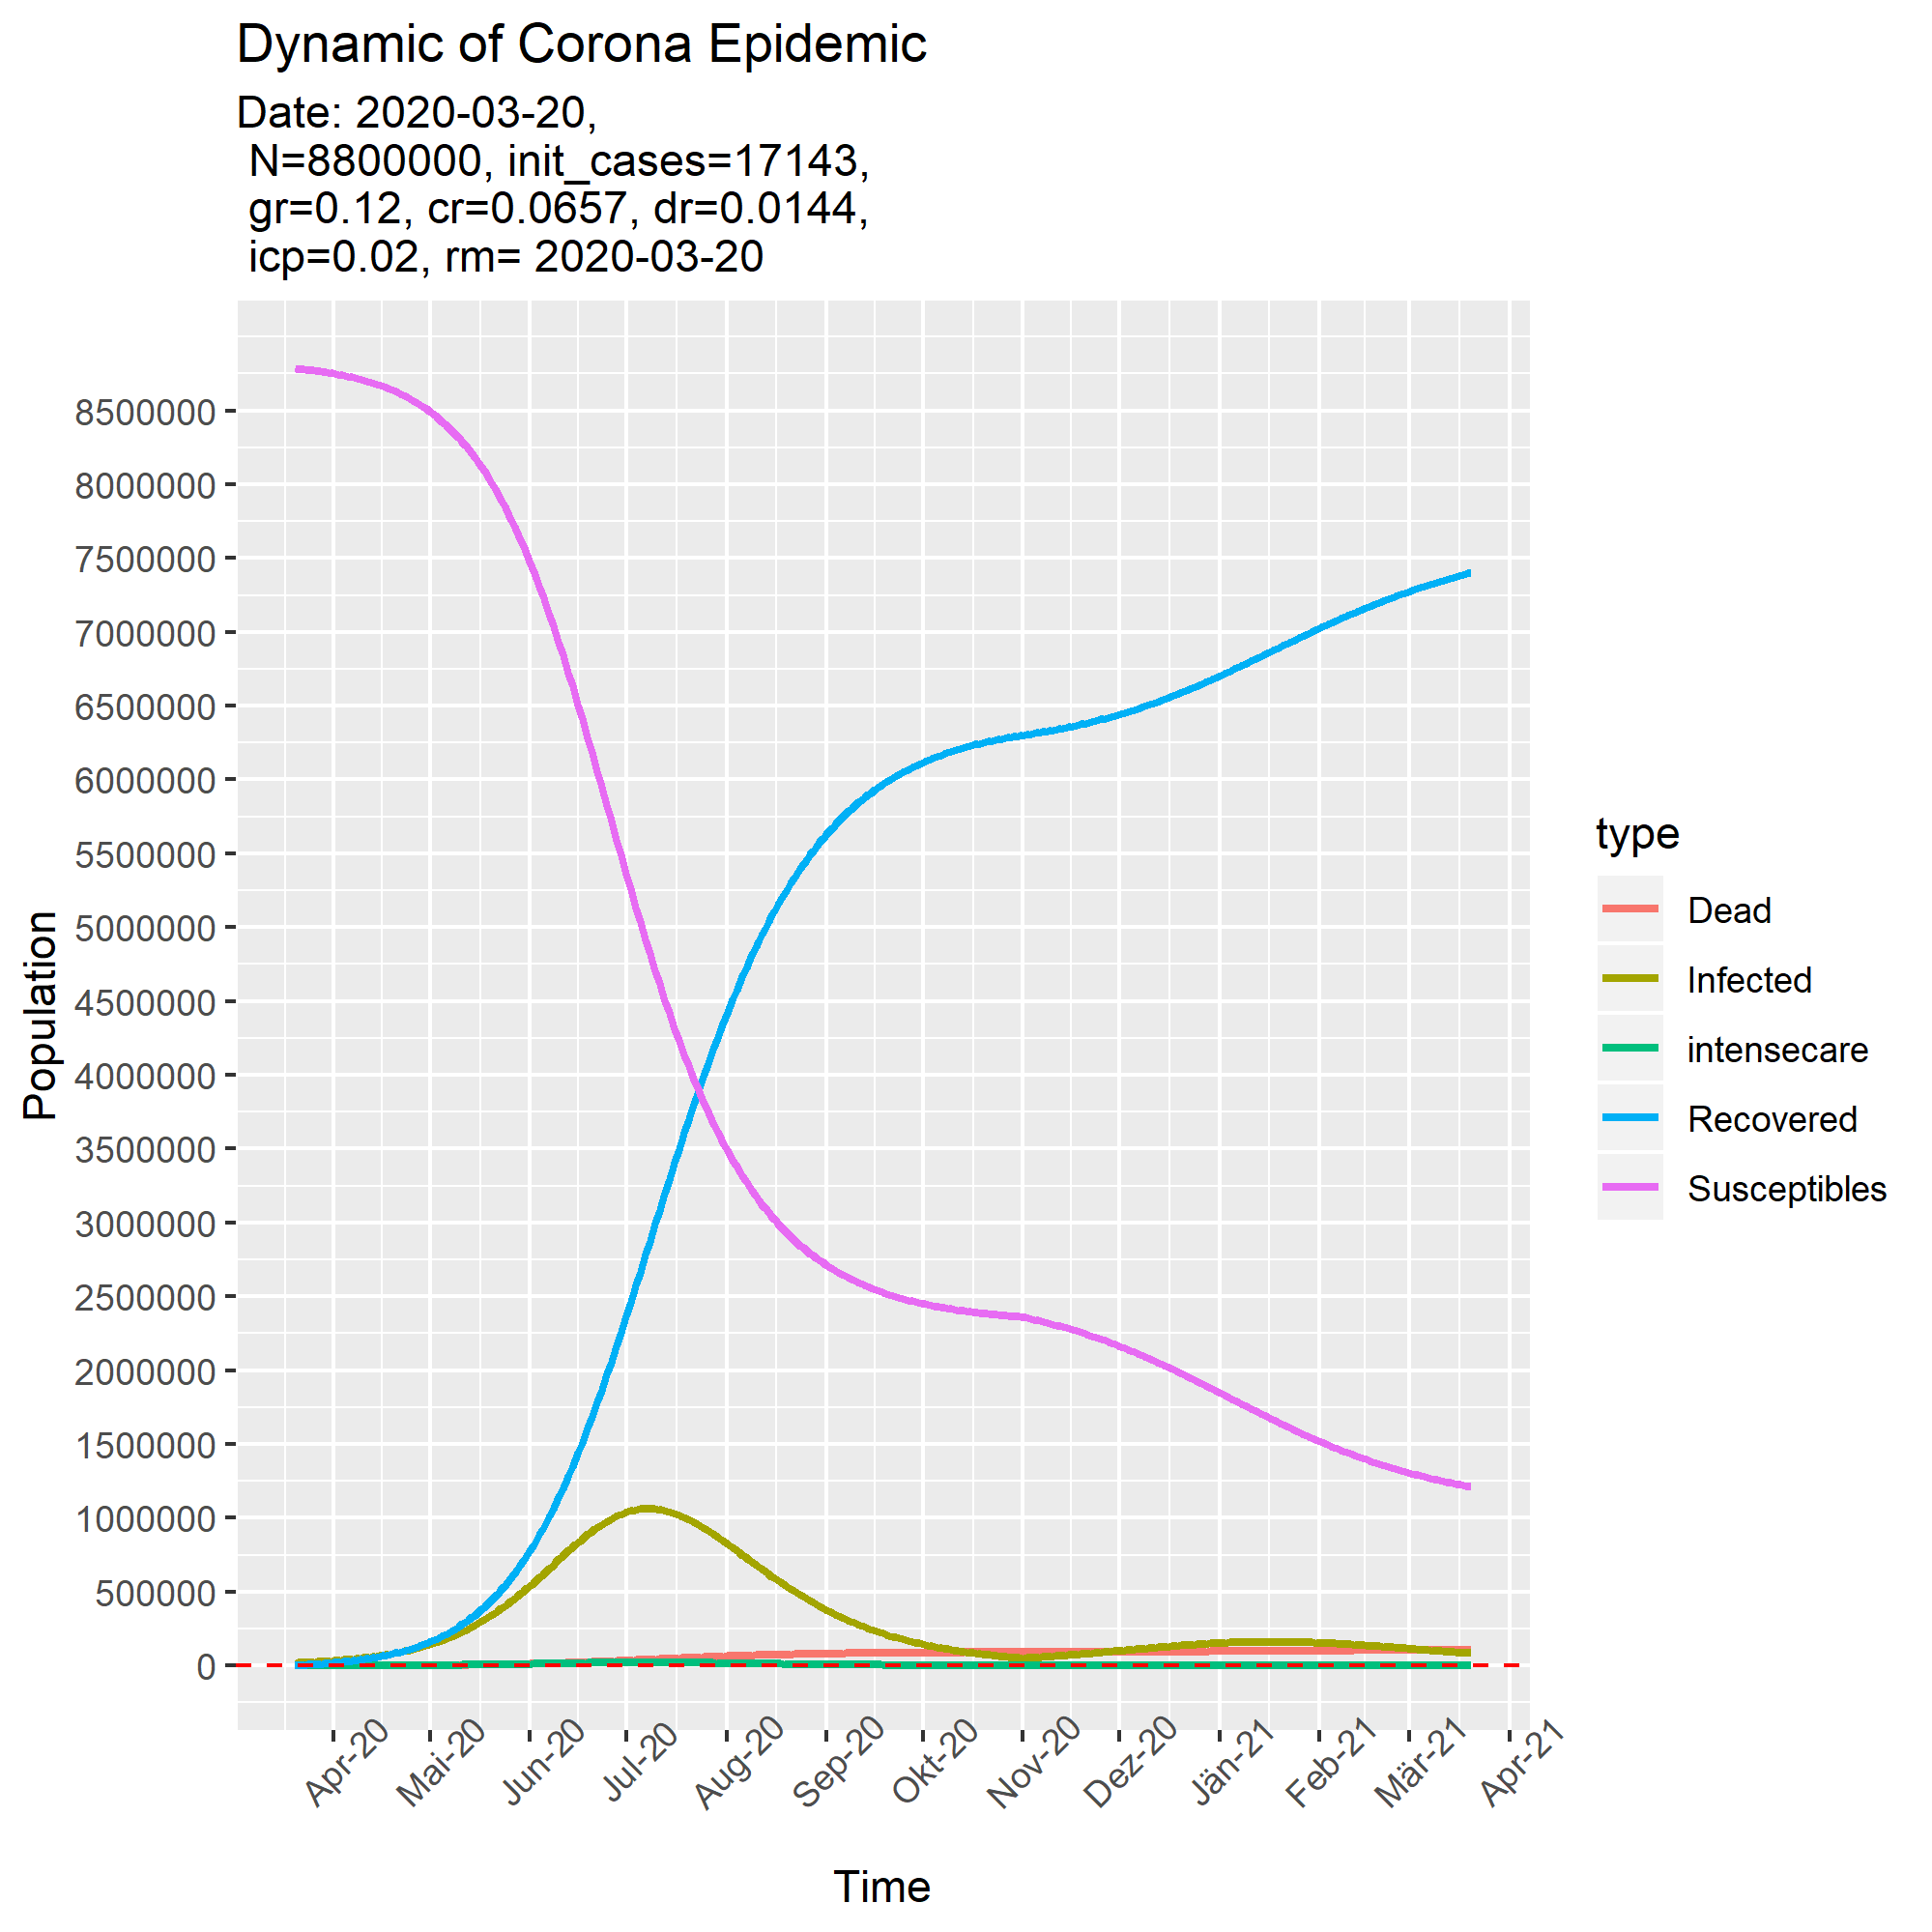 Dynamic of Corona Epidemic
Date: 2020-03-20,
N=8800000, init_cases=17143,
gr=0.12, cr=0.0657, dr=0.0144,
icp=0.02, rm= 2020-03-20
8500000
8000000
7500000
7000000
6500000
6000000
5500000
5000000
4500000
4000000
3500000
3000000
2500000
2000000
1500000
1000000
500000
0
Population
Apr-20
Mai-20
Jun-20
Jul-20
Aug-20
Sep-20
Okt-20
Nov-20
Dez-20
Jän-21
Feb-21
Mär-21
Apr-21
Time
type
Dead
Infected
intensecare
Recovered
Susceptibles